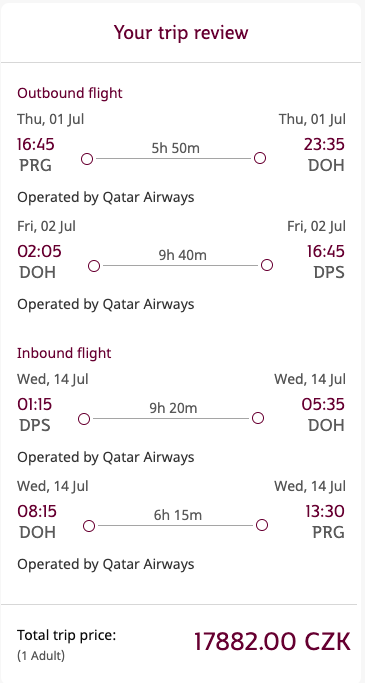 Your trip review
Outbound flight
Thu, 01 Jul Thu, 01 Jul
16:45 5h 50m 23:35
PRG DOH
Operated by Qatar Airways
Fri, 02 Jul Fri, 02 Jul
02:05 9h 40m 16:45
DOH DPS
Operated by Qatar Airways
Inbound flight
Wed, 14 Jul Wed, 14 Jul
01:15 9h 20m 05:35
DPS DOH
Operated by Qatar Airways
Wed, 14 Jul Wed, 14 Jul
08:15 6h 15m 13:30
DOH PRG
Operated by Qatar Airways
Total trip price: 17882.00 CZK
(1 Adult)